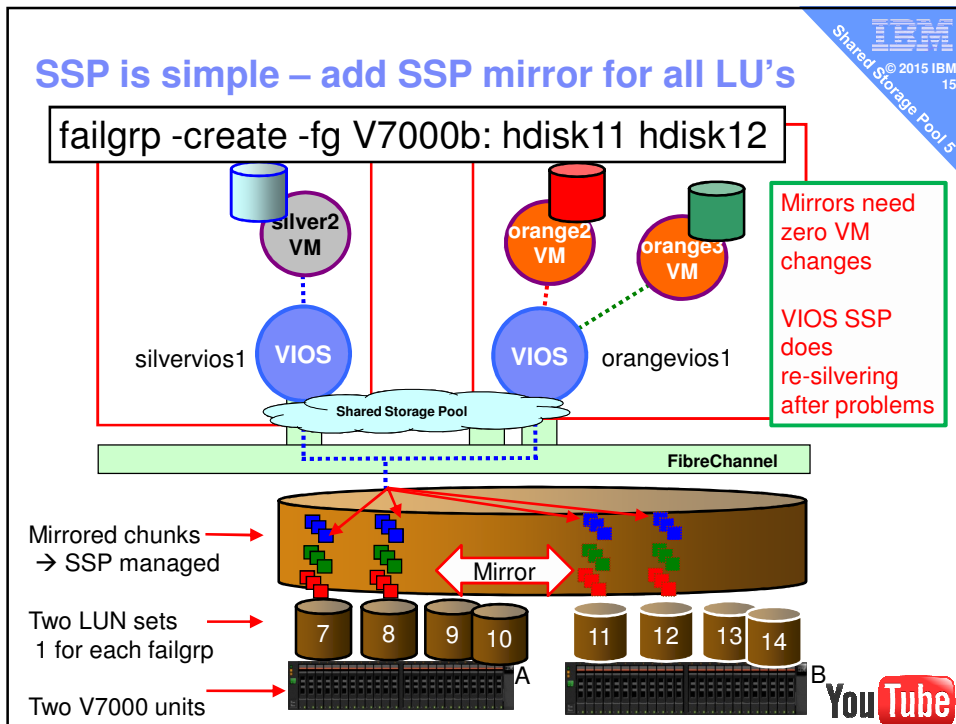 SSP is simple – add SSP mirror for all LU's
IBM
© 2015 IBM
15
Shared Storage Pool 5
failgrp -create -fg V7000b: hdisk11 hdisk12
silver2
VM
orange2
VM
orange3
VM
Mirrors need
zero VM
changes
VIOS SSP
does
re-silvering
after problems
silvervios1
VIOS
VIOS
orangevios1
Shared Storage Pool
FibreChannel
Mirrored chunks
→ SSP managed
Mirror
Two LUN sets
1 for each failgrp
7
8
9
10
11
12
13
14
A
B
Two V7000 units
YouTube